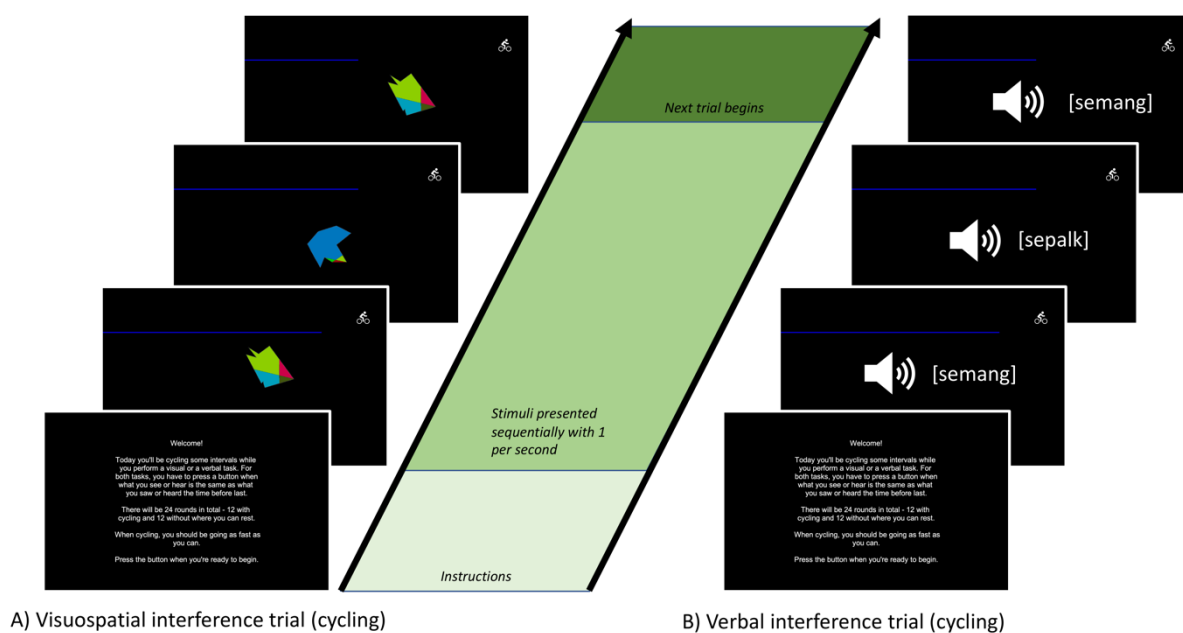 Welcome!
Today you'll be cycling some intervals while
you perform a visual or a verbal task. For
both tasks, you have to press a button when
what you see or hear is the same as what
you saw or heard the time before last.
There will be 24 rounds in total - 12 with
cycling and 12 without where you can rest.
When cycling, you should be going as fast as
you can.
Press the button when you're ready to begin.
Next trial begins
Stimuli presented
sequentially with 1
per second
Instructions
[semang]
[sepalk]
[semang]
Welcome!
Today you'll be cycling some intervals while
you perform a visual or a verbal task. For
both tasks, you have to press a button when
what you see or hear is the same as what
you saw or heard the time before last.
There will be 24 rounds in total - 12 with
cycling and 12 without where you can rest.
When cycling, you should be going as fast as
you can.
Press the button when you're ready to begin.
A) Visuospatial interference trial (cycling)
B) Verbal interference trial (cycling)